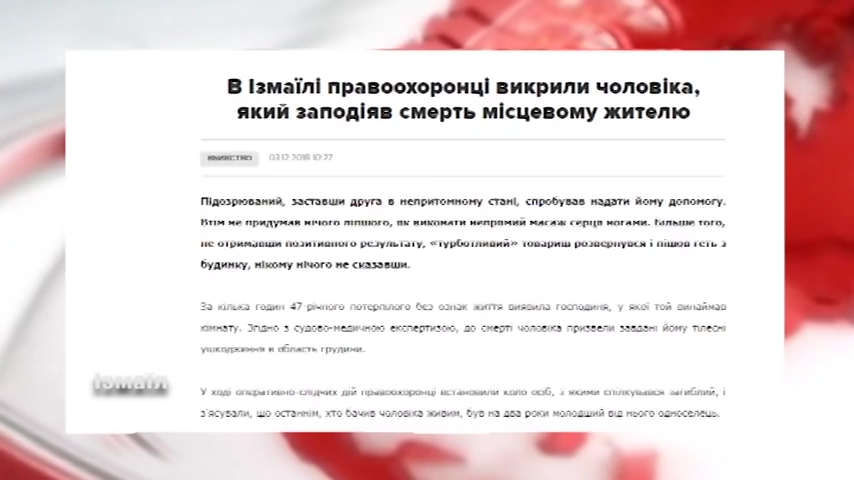 В Ізмаїлі правоохоронці викрили чоловіка,
який заподіяв смерть місцевому жителю
ВБИВСТВО 03.12.2018 10:27
Підозрюваний, заставши друга в непритомному стані, спробував надати йому допомогу.
Втім не придумав нічого ліпшого, як виконати непрямий масаж серця ногами. Більше того,
не отримавши позитивного результату, «турботливий» товариш розвернувся і пішов геть з
будинку, нікому нічого не сказавши.
За кілька годин 47-річного потерпілого без ознак життя виявила господиня, у якої той винаймав
кімнату. Згідно з судово-медичною експертизою, до смерті чоловіка призвели завдані йому тілесні
ушкодження в область грудини.
Ізмаїл
У ході оперативно-слідчих дій правоохоронці встановили коло осіб, з якими спілкувався загиблий, і
з'ясували, що останнім, хто бачив чоловіка живим, був на два роки молодший від нього односелець.